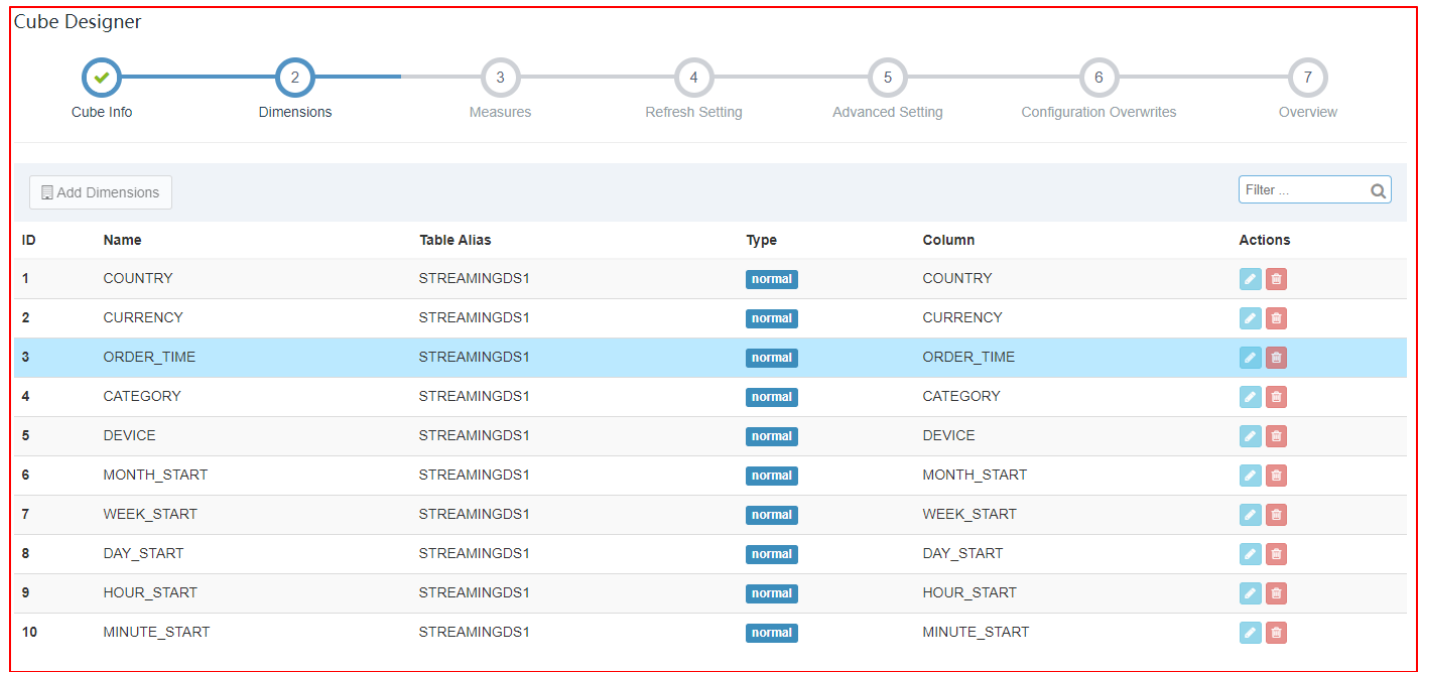 Cube Designer
2 3 4 5 6 7
Cube Info Dimensions Measures Refresh Setting Advanced Setting Configuration Overwrites Overview
Add Dimensions Filter ...
ID Name Table Alias Type Column Actions
1 COUNTRY STREAMINGDS1 normal COUNTRY
2 CURRENCY STREAMINGDS1 normal CURRENCY
3 ORDER_TIME STREAMINGDS1 normal ORDER_TIME
4 CATEGORY STREAMINGDS1 normal CATEGORY
5 DEVICE STREAMINGDS1 normal DEVICE
6 MONTH_START STREAMINGDS1 normal MONTH_START
7 WEEK_START STREAMINGDS1 normal WEEK_START
8 DAY_START STREAMINGDS1 normal DAY_START
9 HOUR_START STREAMINGDS1 normal HOUR_START
10 MINUTE_START STREAMINGDS1 normal MINUTE_START